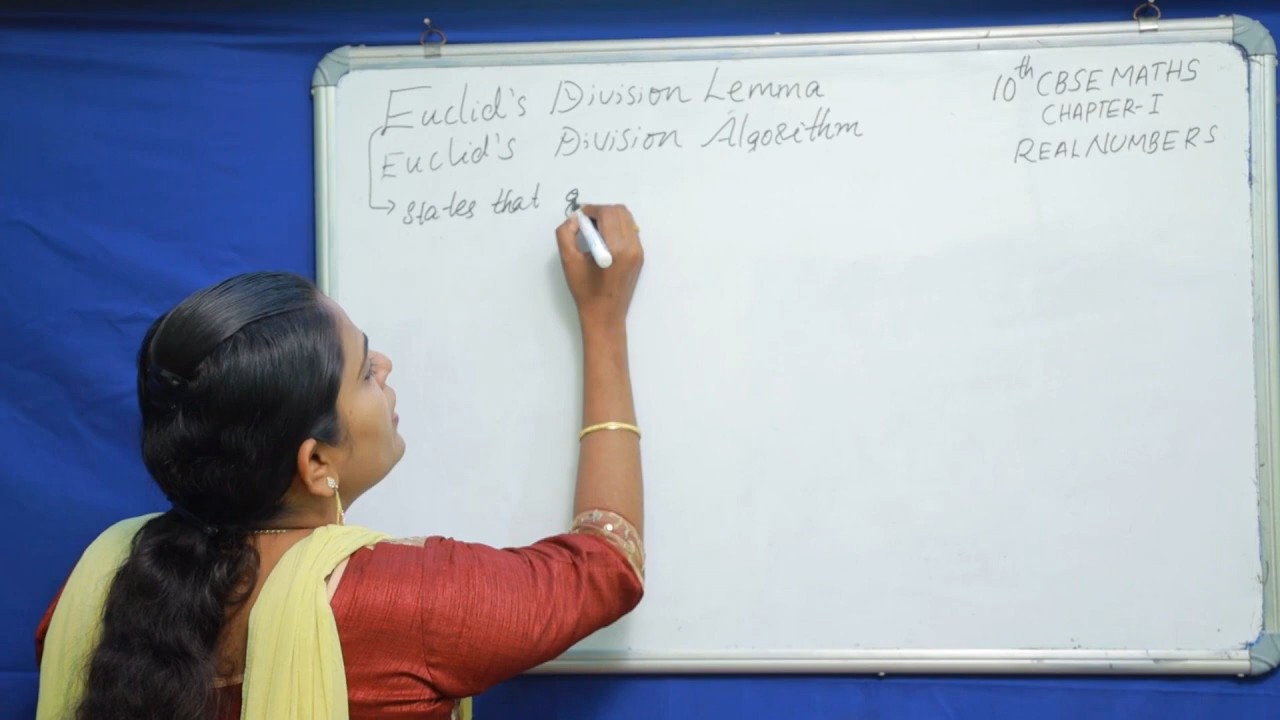 Euclid's Division Lemma
Euclid's Division Algorithm
→ States that
10th CBSE MATHS
CHAPTER-I
REAL NUMBERS